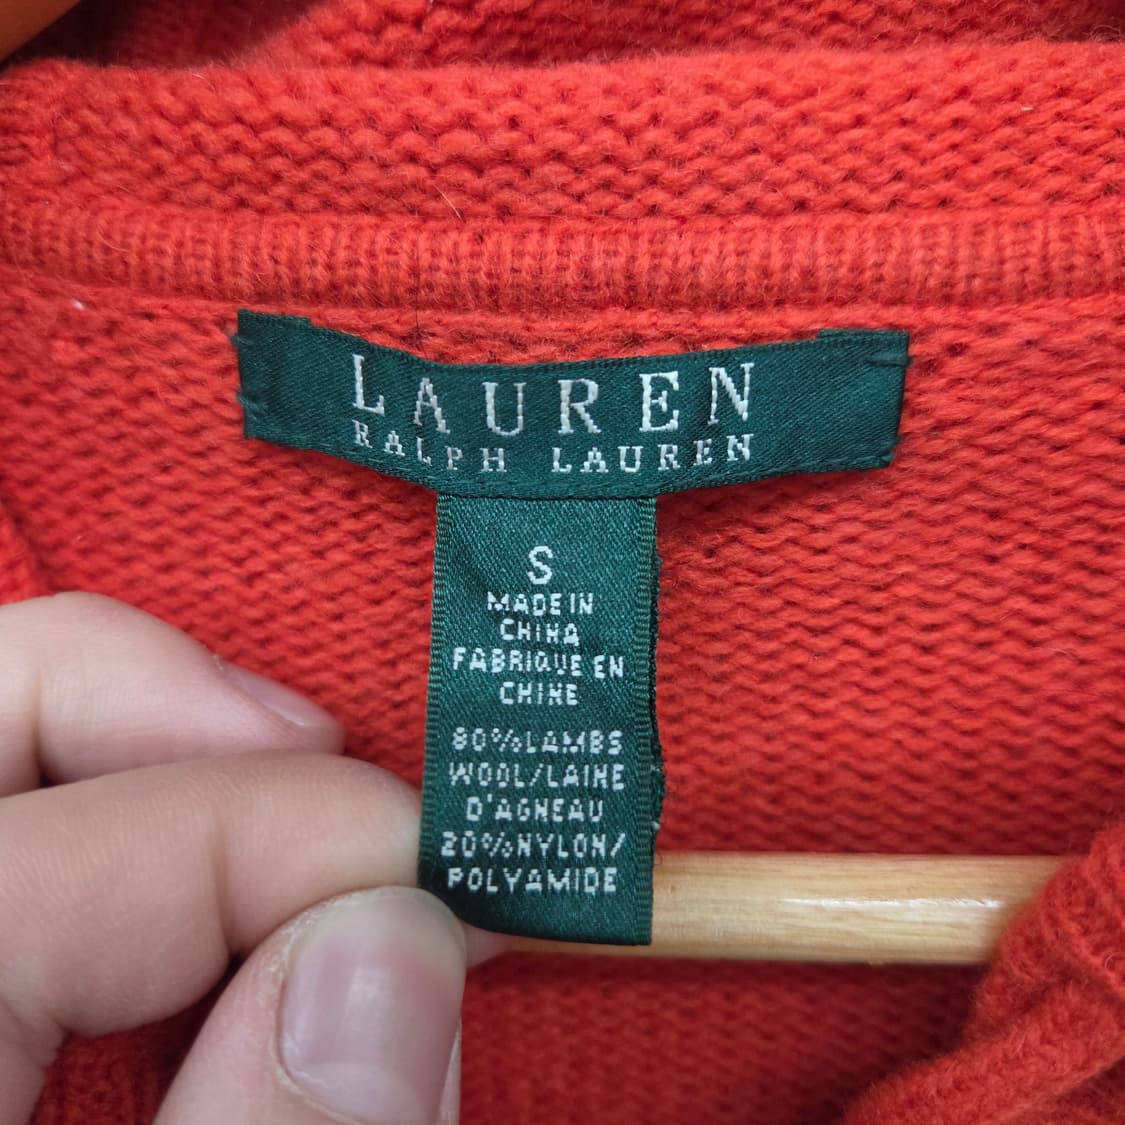 LAUREN
RALPH LAUREN
S
MADE IN
CHINA
FABRIQUE EN
CHINE
80%LAMBS
WOOL/LAINE
D'AGNEAU
20%NYLON/
POLYAMIDE